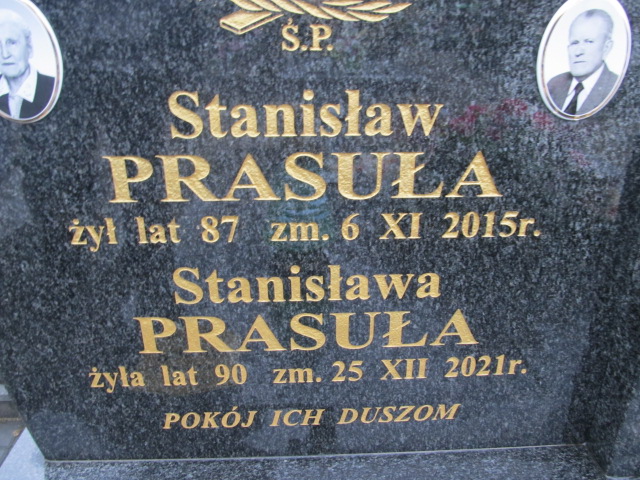 Ś.P.
Stanisław
PRASUŁA
żył lat 87 zm. 6 XI 2015r.
Stanisława
PRASUŁA
żyła lat 90 zm. 25 XII 2021r.
POKÓJ ICH DUSZOM